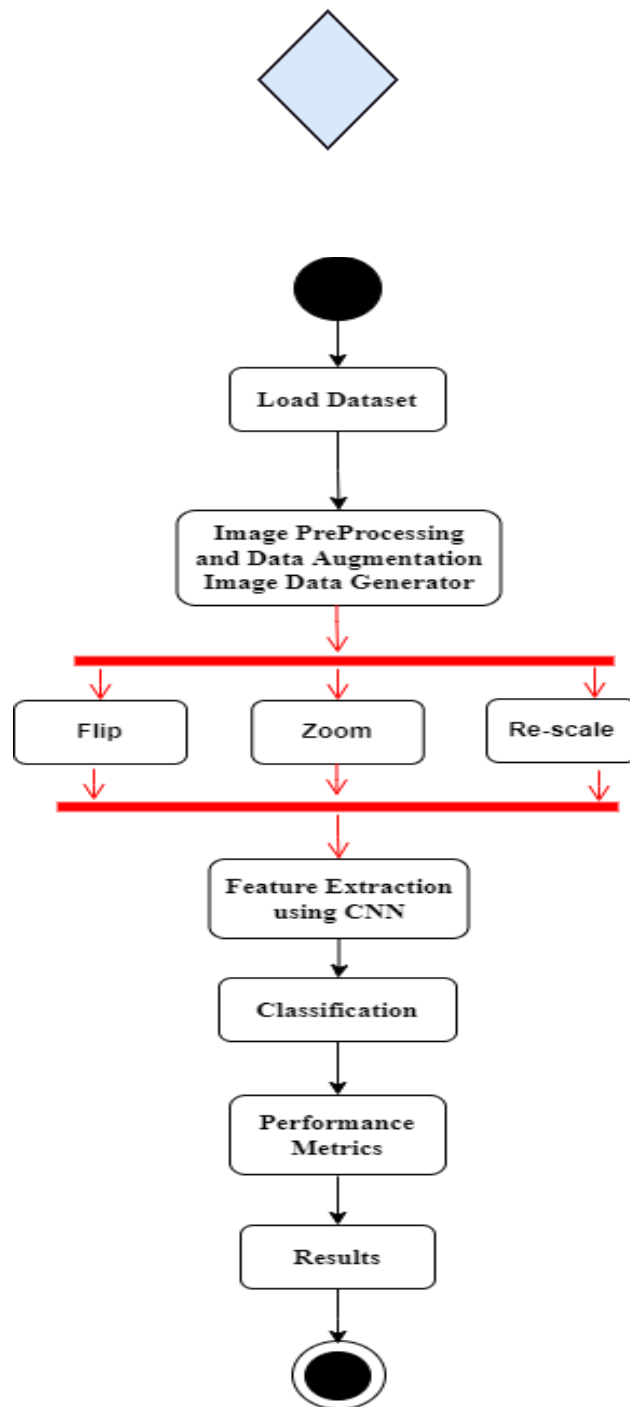 Load Dataset
Image PreProcessing
and Data Augmentation
Image Data Generator
Flip
Zoom
Re-scale
Feature Extraction
using CNN
Classification
Performance
Metrics
Results